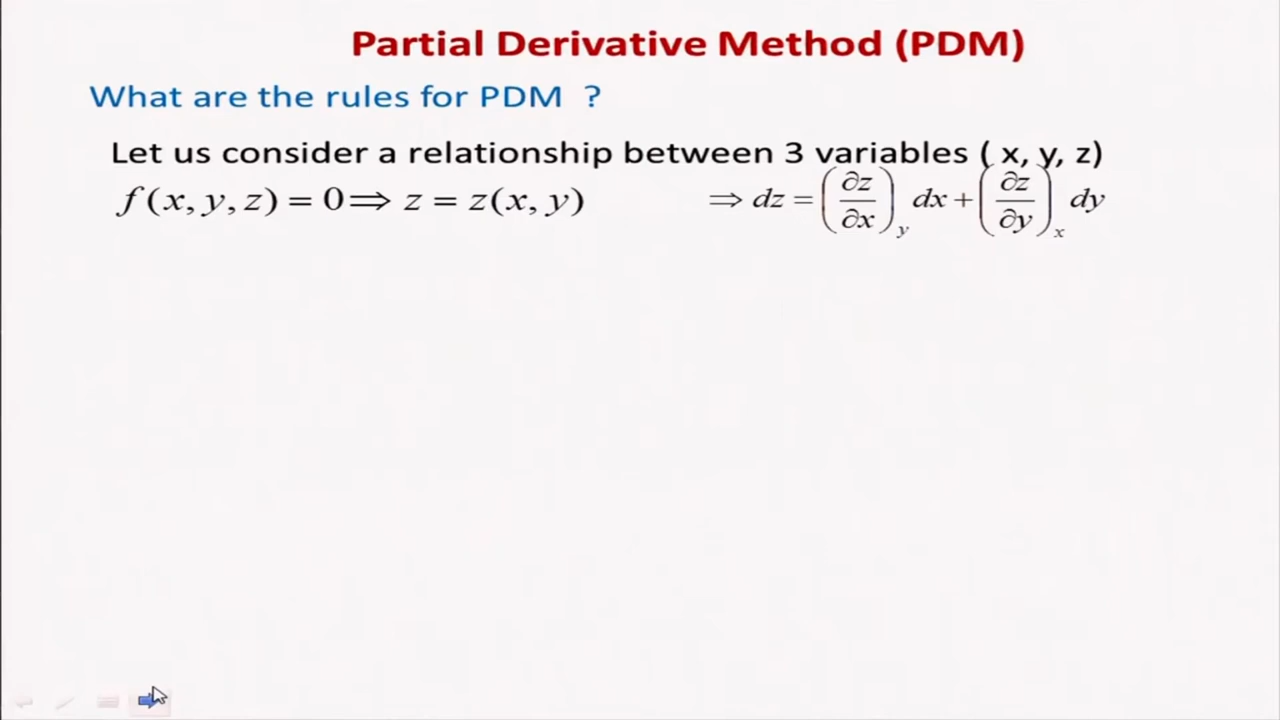 Partial Derivative Method (PDM)
What are the rules for PDM ?
Let us consider a relationship between 3 variables ( x, y, z)
f(x, y, z) = 0 ⇒ z = z(x, y) ⇒ dz = (∂z/∂x)_y dx + (∂z/∂y)_x dy